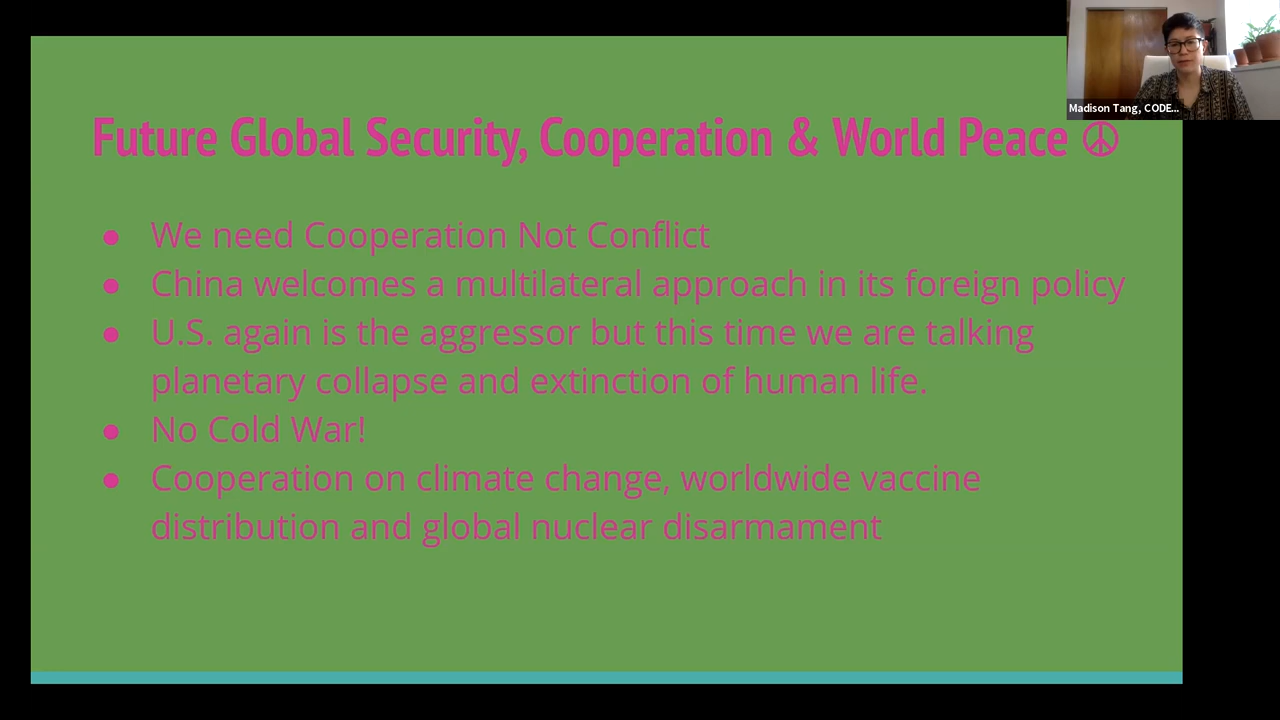 Madison Tang, CODE...
Future Global Security, Cooperation & World Peace ☮
● We need Cooperation Not Conflict
● China welcomes a multilateral approach in its foreign policy
● U.S. again is the aggressor but this time we are talking
planetary collapse and extinction of human life.
● No Cold War!
● Cooperation on climate change, worldwide vaccine
distribution and global nuclear disarmament